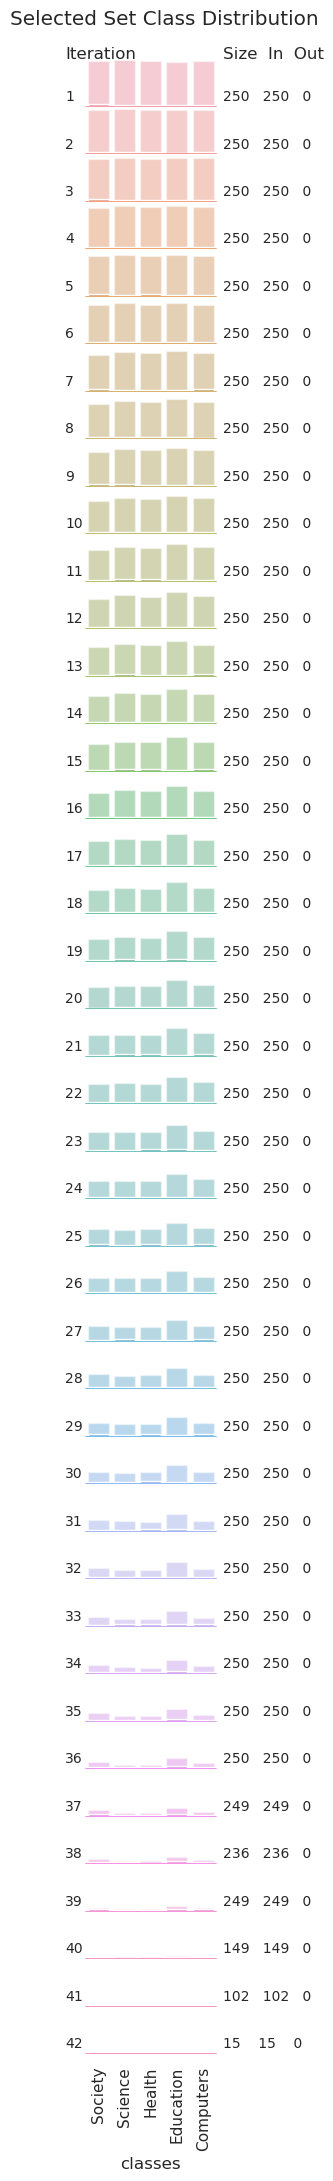 Selected Set Class Distribution
Iteration Size In Out
1 250 250 0
2 250 250 0
3 250 250 0
4 250 250 0
5 250 250 0
6 250 250 0
7 250 250 0
8 250 250 0
9 250 250 0
10 250 250 0
11 250 250 0
12 250 250 0
13 250 250 0
14 250 250 0
15 250 250 0
16 250 250 0
17 250 250 0
18 250 250 0
19 250 250 0
20 250 250 0
21 250 250 0
22 250 250 0
23 250 250 0
24 250 250 0
25 250 250 0
26 250 250 0
27 250 250 0
28 250 250 0
29 250 250 0
30 250 250 0
31 250 250 0
32 250 250 0
33 250 250 0
34 250 250 0
35 250 250 0
36 250 250 0
37 249 249 0
38 236 236 0
39 249 249 0
40 149 149 0
41 102 102 0
42 15 15 0
Society
Science
Health
Education
Computers
classes